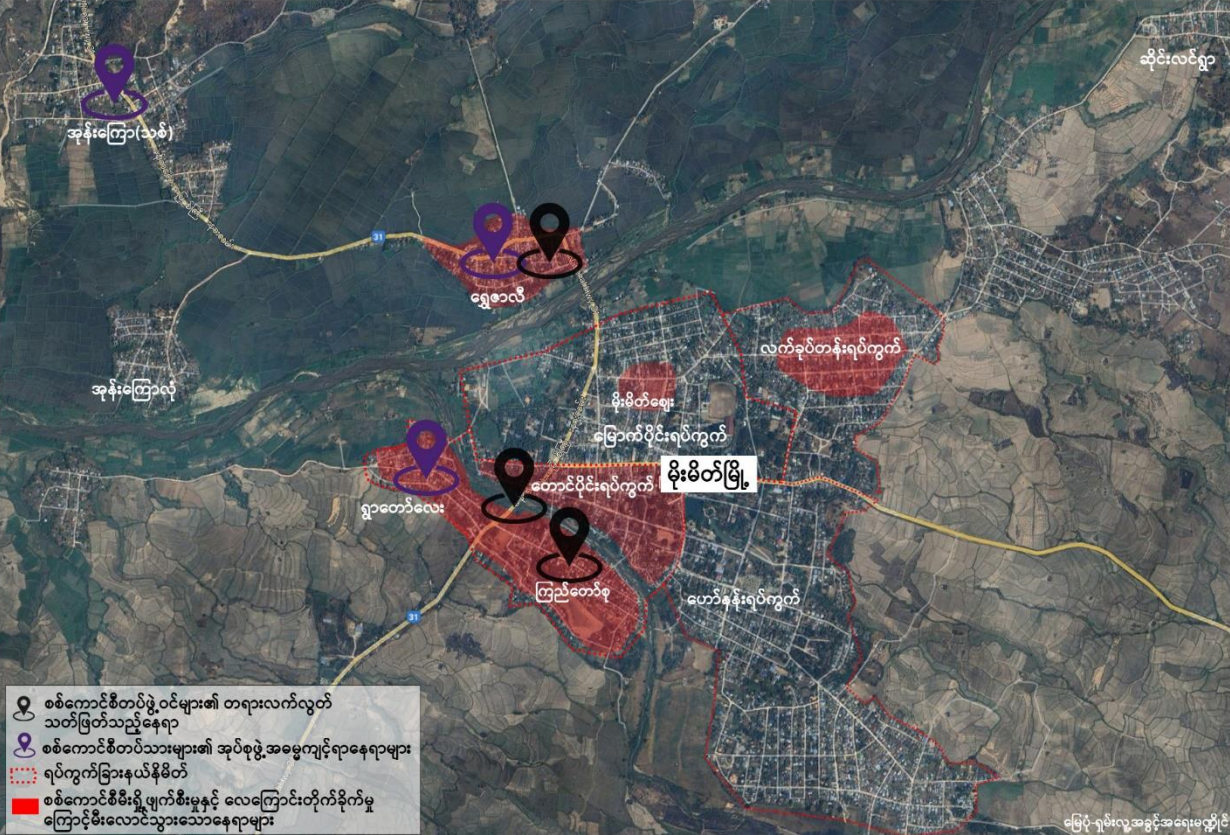 ဆိုင်းလင်ရွာ
အုန်းကြော(သစ်)
31
ရွှေဇာလီ
လက်ခုပ်တန်းရပ်ကွက်
အုန်းကြောလုံ
မိုးမိတ်ဈေး
မြောက်ပိုင်းရပ်ကွက်
မိုးမိတ်မြို့
တောင်ပိုင်းရပ်ကွက်
ရွာတော်လေး
ကြည်တော်စု
ဟော်နန်းရပ်ကွက်
31
စစ်ကောင်စီတပ်ဖွဲ့ဝင်များ၏ တရားလက်လွတ်
သတ်ဖြတ်သည့်နေရာ
စစ်ကောင်စီတပ်သားများ၏ အုပ်စုဖွဲ့အဓမ္မကျင့်ရာနေရာများ
ရပ်ကွက်ခြားနယ်နိမိတ်
စစ်ကောင်စီမီးရှို့ဖျက်စီးမှုနှင့် လေကြောင်းတိုက်ခိုက်မှု
ကြောင့်မီးလောင်သွားသောနေရာများ
မြေပုံ-ရှမ်းလူ့အခွင့်အရေးမဏ္ဍိုင်